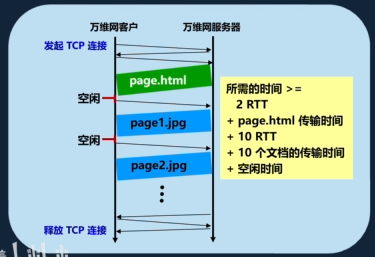 万维网客户 万维网服务器
发起 TCP 连接
page.html
空闲
page1.jpg
空闲
page2.jpg
释放 TCP 连接
所需的时间 >=
2 RTT
+ page.html 传输时间
+ 10 RTT
+ 10 个文档的传输时间
+ 空闲时间